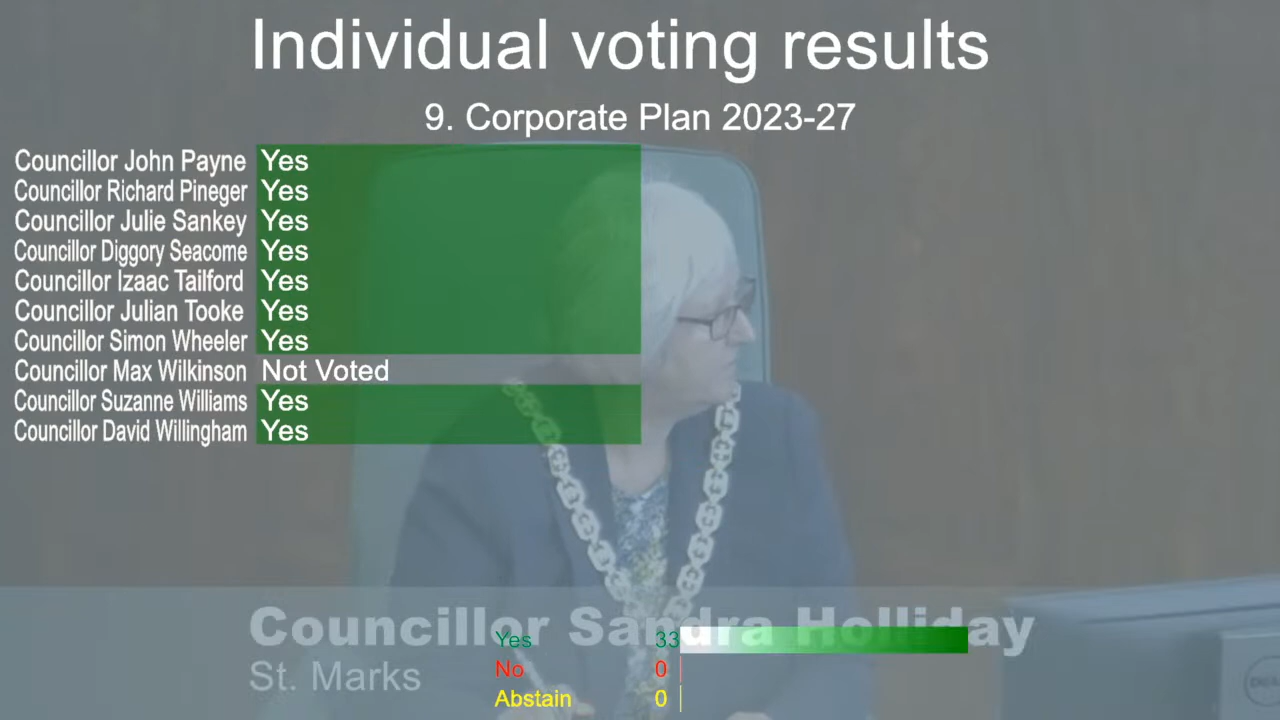 Individual voting results
9. Corporate Plan 2023-27
Councillor John Payne Yes
Councillor Richard Pineger Yes
Councillor Julie Sankey Yes
Councillor Diggory Seacome Yes
Councillor Izaac Tailford Yes
Councillor Julian Tooke Yes
Councillor Simon Wheeler Yes
Councillor Max Wilkinson Not Voted
Councillor Suzanne Williams Yes
Councillor David Willingham Yes
Councillor Sandra Holliday
St. Marks
Yes 33
No 0
Abstain 0
DELL